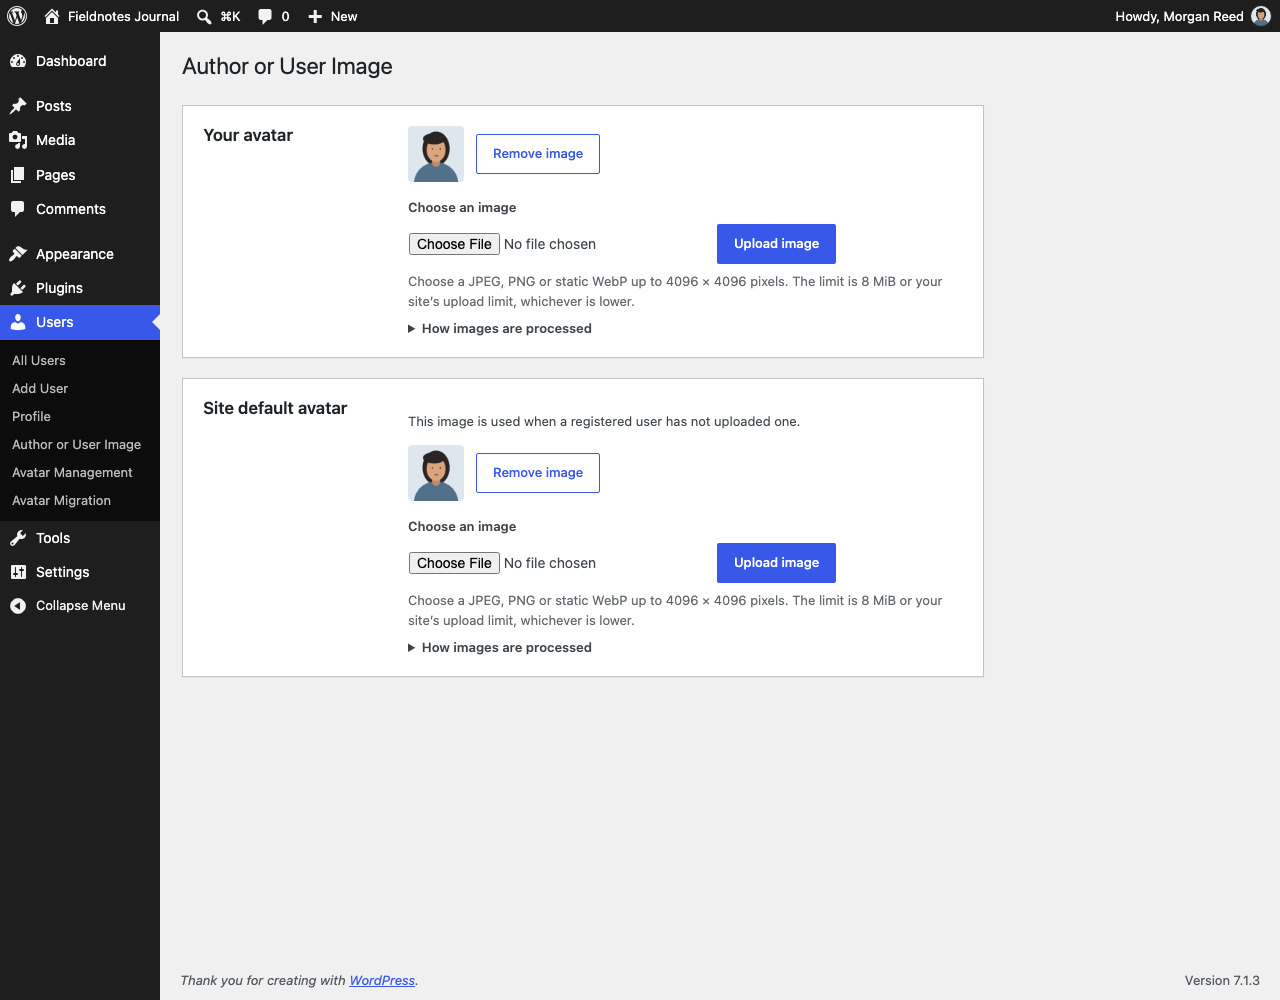 Fieldnotes Journal ⌘K 0 New Howdy, Morgan Reed
Dashboard
Posts
Media
Pages
Comments
Appearance
Plugins
Users
All Users
Add User
Profile
Author or User Image
Avatar Management
Avatar Migration
Tools
Settings
Collapse Menu
Author or User Image
Your avatar
Remove image
Choose an image
Choose File No file chosen Upload image
Choose a JPEG, PNG or static WebP up to 4096 × 4096 pixels. The limit is 8 MiB or your
site’s upload limit, whichever is lower.
How images are processed
Site default avatar
This image is used when a registered user has not uploaded one.
Remove image
Choose an image
Choose File No file chosen Upload image
Choose a JPEG, PNG or static WebP up to 4096 × 4096 pixels. The limit is 8 MiB or your
site’s upload limit, whichever is lower.
How images are processed
Thank you for creating with WordPress. Version 7.1.3